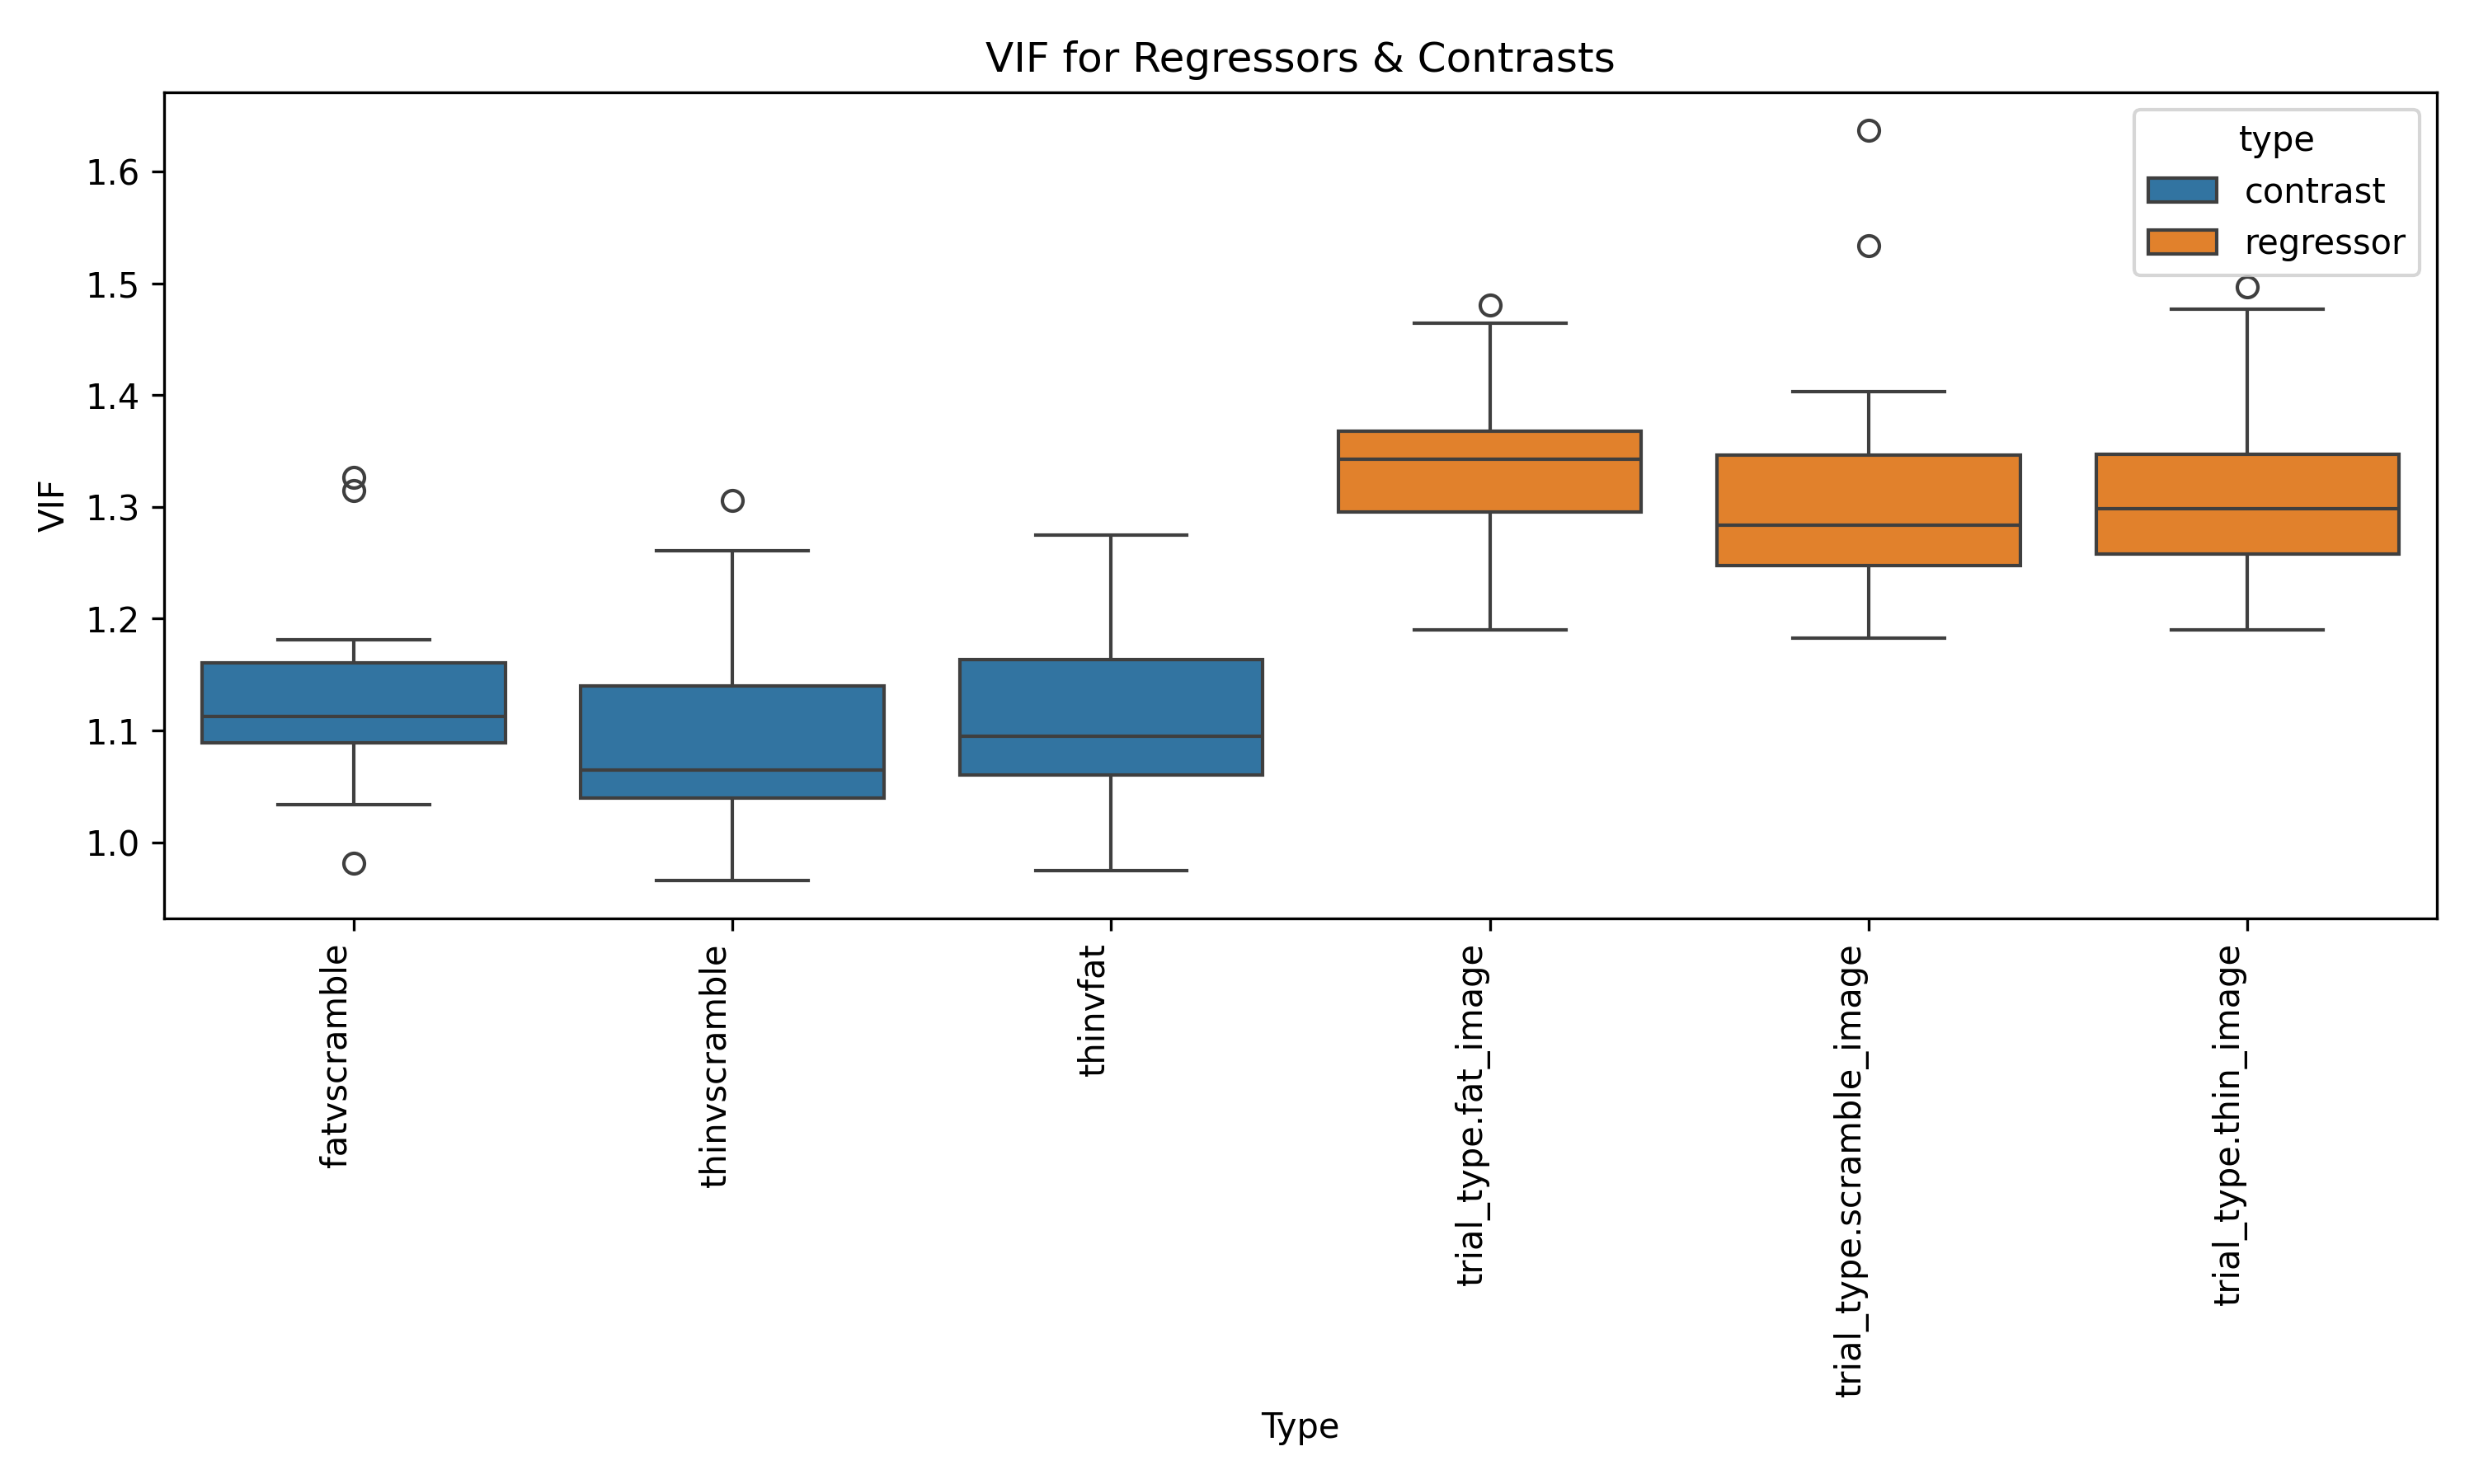 VIF for Regressors & Contrasts
type
contrast
regressor
VIF
1.6
1.5
1.4
1.3
1.2
1.1
1.0
fatvscramble
thinvscramble
thinvfat
trial_type.fat_image
trial_type.scramble_image
trial_type.thin_image
Type